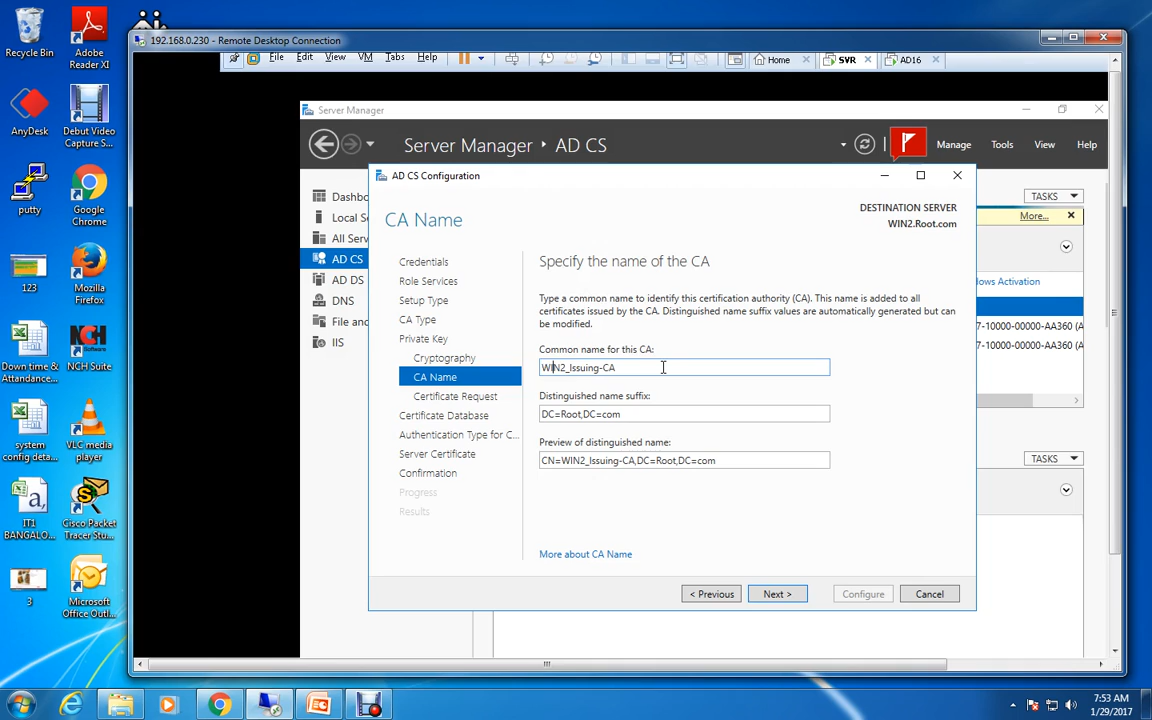 Recycle Bin
Adobe
Reader XI
AnyDesk
Debut Video
Capture S...
putty
Google
Chrome
123
Mozilla
Firefox
Down time &
Attendance...
NCH Suite
system
config deta...
VLC media
player
IT1
BANGALO...
Cisco Packet
Tracer Stu...
3
Microsoft
Office Outl...
192.168.0.230 - Remote Desktop Connection
File Edit View VM Tabs Help
Home SVR AD16
Server Manager
Server Manager AD CS
Manage Tools View Help
Dashbo
Local Se
All Serv
AD CS
AD DS
DNS
File and
IIS
TASKS
More...
dows Activation
7-10000-00000-AA360 (A
7-10000-00000-AA360 (A
TASKS
AD CS Configuration
CA Name
DESTINATION SERVER
WIN2.Root.com
Credentials
Role Services
Setup Type
CA Type
Private Key
Cryptography
CA Name
Certificate Request
Certificate Database
Authentication Type for C...
Server Certificate
Confirmation
Progress
Results
Specify the name of the CA
Type a common name to identify this certification authority (CA). This name is added to all
certificates issued by the CA. Distinguished name suffix values are automatically generated but can
be modified.
Common name for this CA:
WIN2_Issuing-CA
Distinguished name suffix:
DC=Root,DC=com
Preview of distinguished name:
CN=WIN2_Issuing-CA,DC=Root,DC=com
More about CA Name
< Previous Next > Configure Cancel
7:53 AM
1/29/2017